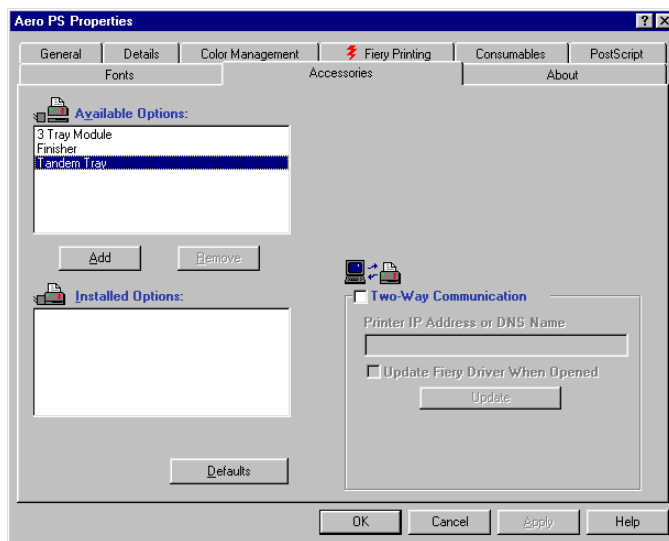 Aero PS Properties
General Details Color Management Fiery Printing Consumables PostScript
Fonts Accessories About
Available Options:
3 Tray Module
Finisher
Tandem Tray
Add Remove
Installed Options:
Two-Way Communication
Printer IP Address or DNS Name
Update Fiery Driver When Opened
Update
Defaults
OK Cancel Apply Help